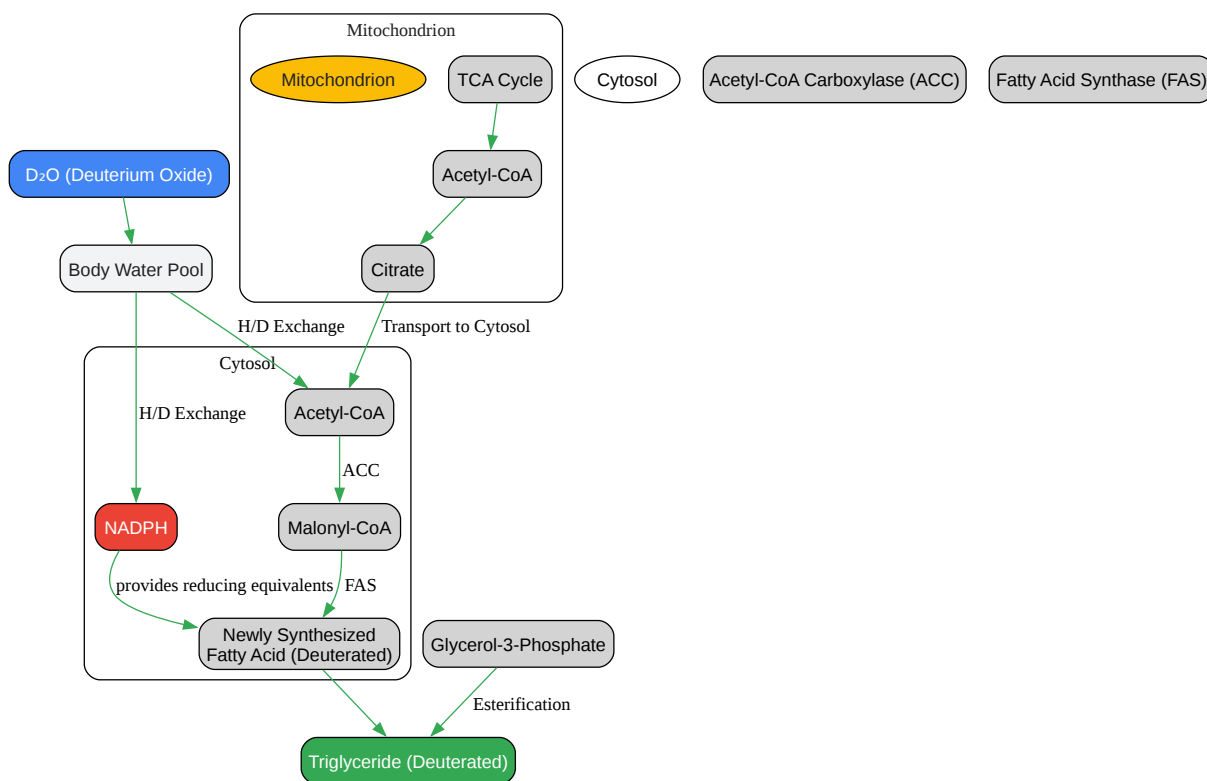 Mitochondrion
Mitochondrion
TCA Cycle
Cytosol
Acetyl-CoA Carboxylase (ACC)
Fatty Acid Synthase (FAS)
D₂O (Deuterium Oxide)
Acetyl-CoA
Body Water Pool
Citrate
H/D Exchange
Transport to Cytosol
Cytosol
Acetyl-CoA
H/D Exchange
ACC
NADPH
Malonyl-CoA
provides reducing equivalents
FAS
Newly Synthesized
Fatty Acid (Deuterated)
Glycerol-3-Phosphate
Esterification
Triglyceride (Deuterated)